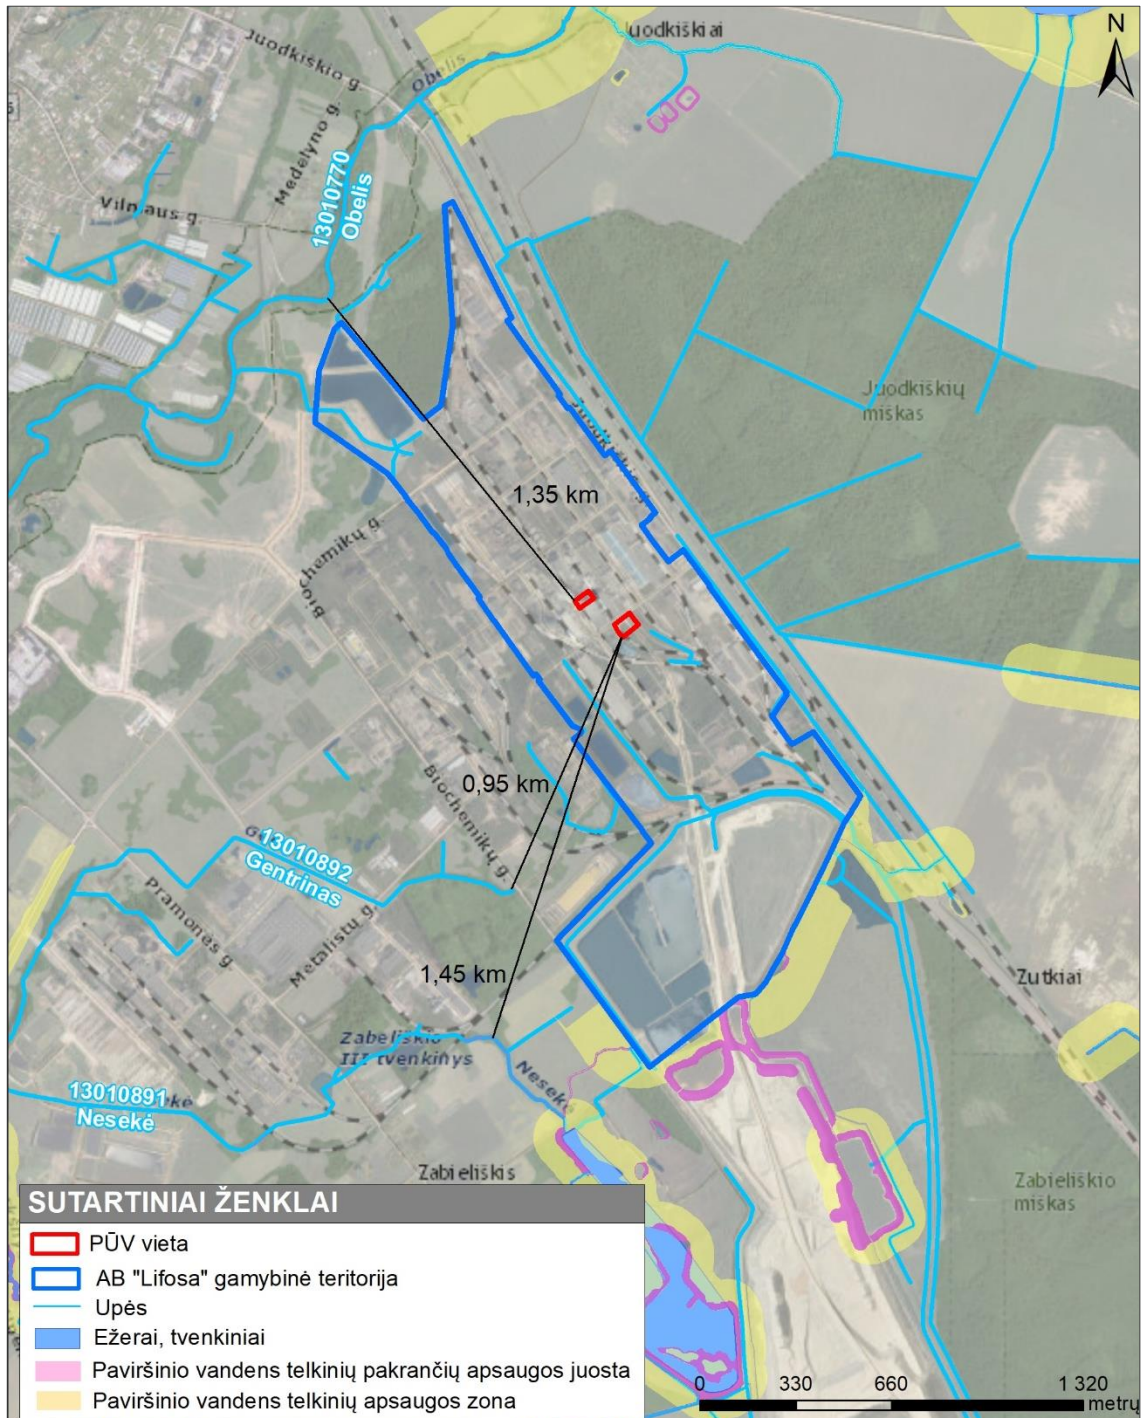 Juodkiškiai
N
Juodkiškio g.
Obelis
Medelyno g.
13010770
Obelis
Vilniaus g.
Juodkiškių
miškas
1,35 km
Biochemikų g.
0,95 km
Biochemikų g.
13010892
Gentrinas
Pramonės g.
Metalistų g.
1,45 km
Zutkiai
Zabeliškio
III tvenkinys
Nesekė
13010891
Nesekė
Zabieliškis
Zabieliškio
miškas
SUTARTINIAI ŽENKLAI
PŪV vieta
AB "Lifosa" gamybinė teritorija
Upės
Ežerai, tvenkiniai
Paviršinio vandens telkinių pakrančių apsaugos juosta
Paviršinio vandens telkinių apsaugos zona
0 330 660 1 320
metrų